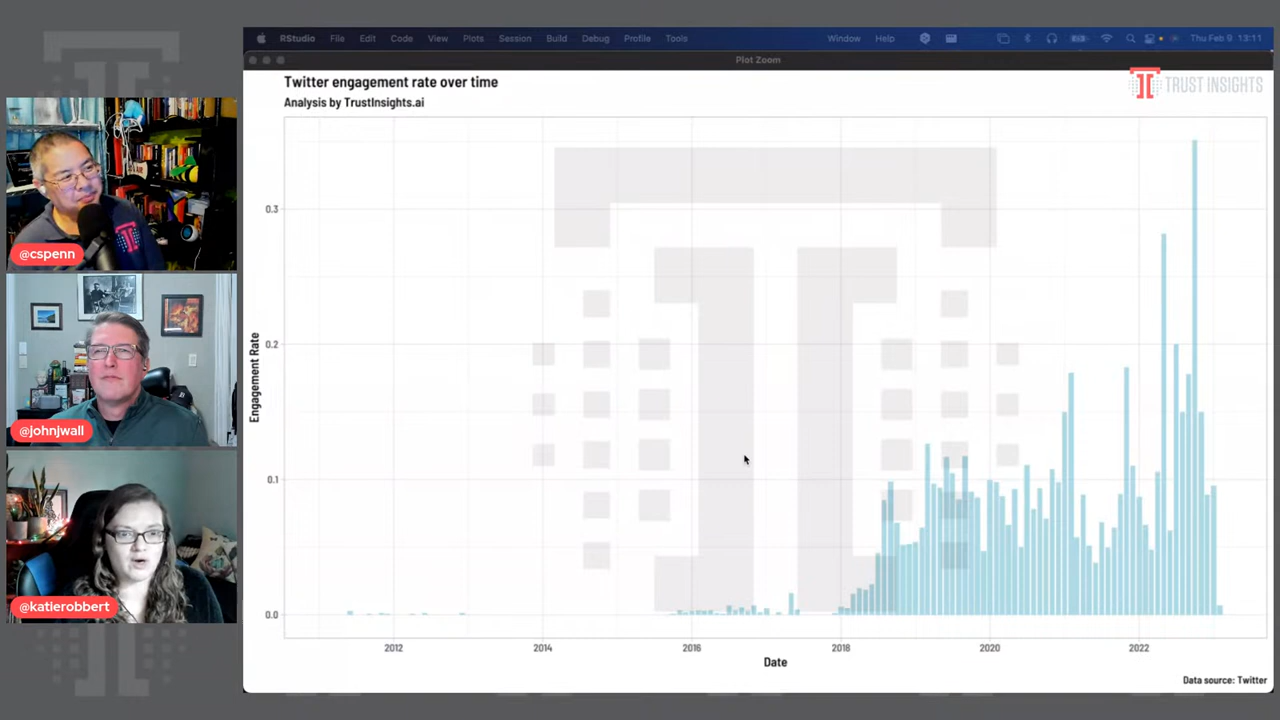 RStudio File Edit Code View Plots Session Build Debug Profile Tools Window Help Thu Feb 9 13:11
Plot Zoom
Twitter engagement rate over time
Analysis by TrustInsights.ai
TRUST INSIGHTS
@cspenn
@johnjwall
@katierobbert
Engagement Rate
0.3
0.2
0.1
0.0
2012 2014 2016 2018 2020 2022
Date
Data source: Twitter